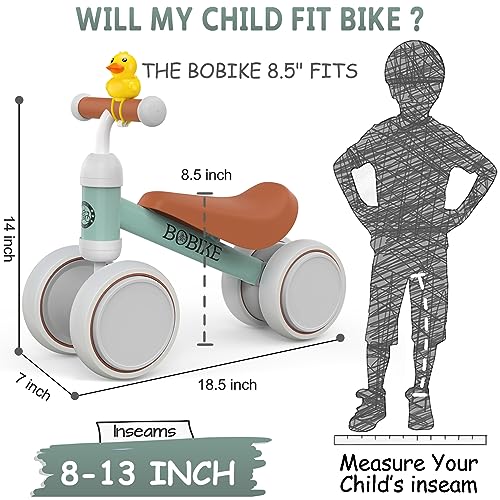 WILL MY CHILD FIT BIKE ?
THE BOBIKE 8.5" FITS
8.5 inch
14 inch
BOBIKE
7 inch
18.5 inch
Inseams
8-13 INCH
Measure Your
Child's inseam